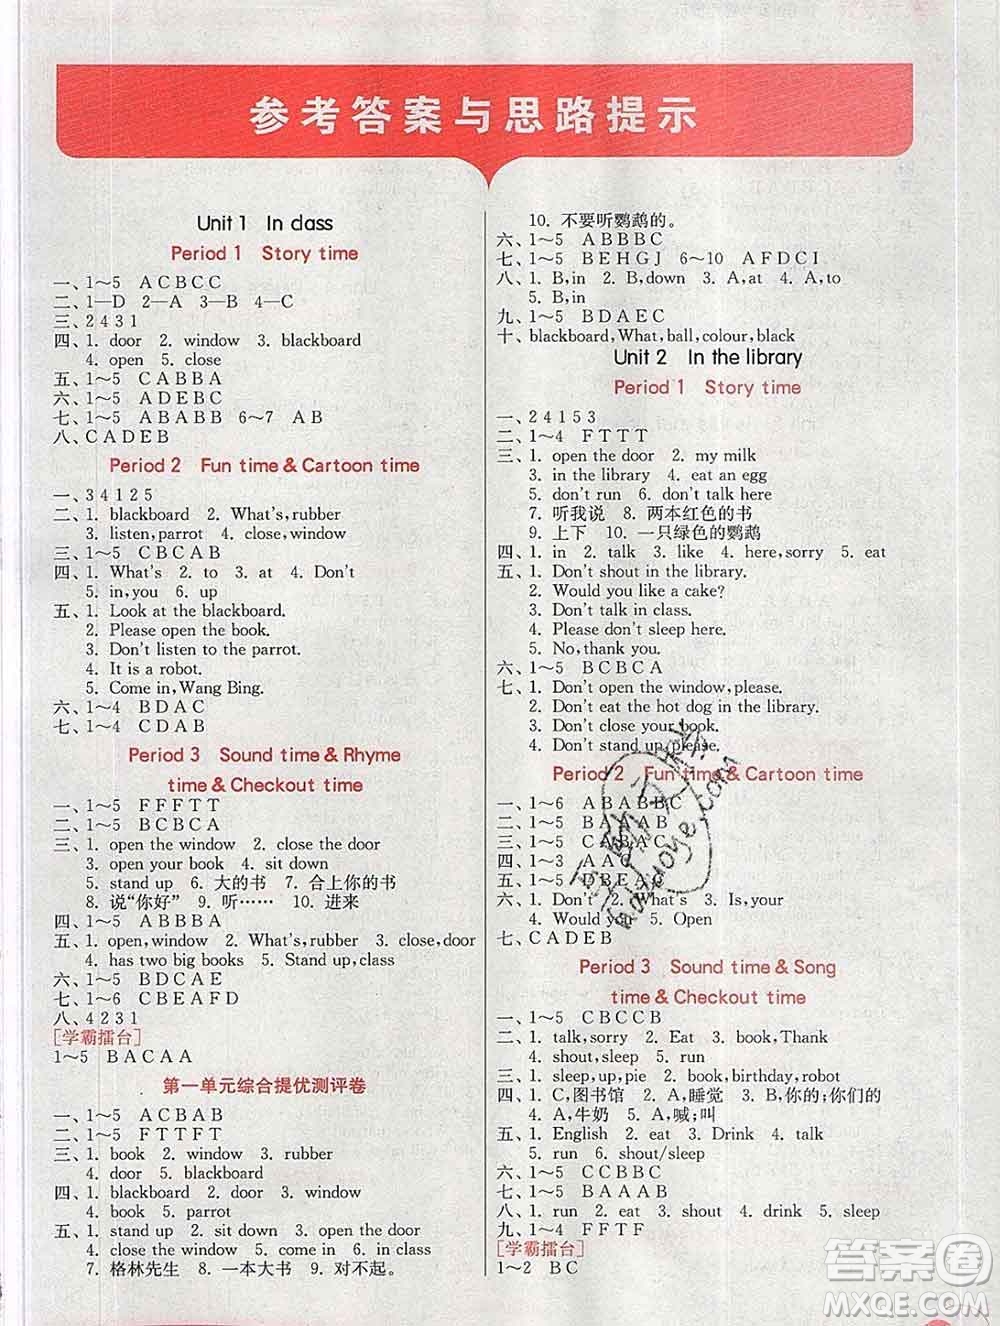 参考答案与思路提示
Unit 1 In class
Period 1 Story time
一、1～5 A C B C C
二、1—D 2—A 3—B 4—C
三、2 4 3 1
四、1. door 2. window 3. blackboard
4. open 5. close
五、1～5 C A B B A
六、1～5 A D E B C
七、1～5 A B A B B 6～7 A B
八、C A D E B
Period 2 Fun time & Cartoon time
一、3 4 1 2 5
二、1. blackboard 2. What's, rubber
3. listen, parrot 4. close, window
三、1～5 C B C A B
四、1. What's 2. to 3. at 4. Don't
5. in, you 6. up
五、1. Look at the blackboard.
2. Please open the book.
3. Don't listen to the parrot.
4. It is a robot.
5. Come in, Wang Bing.
六、1～4 B D A C
七、1～4 C D A B
Period 3 Sound time & Rhyme
time & Checkout time
一、1～5 F F F T T
二、1～5 B C B C A
三、1. open the window 2. close the door
3. open your book 4. sit down
5. stand up 6. 大的书 7. 合上你的书
8. 说“你好” 9. 听…… 10. 进来
四、1～5 A B B B A
五、1. open, window 2. What's, rubber 3. close, door
4. has two big books 5. Stand up, class
六、1～5 B D C A E
七、1～6 C B E A F D
八、4 2 3 1
[学霸擂台]
1～5 B A C A A
第一单元综合提优测评卷
一、1～5 A C B A B
二、1～5 F T T F T
三、1. book 2. window 3. rubber
4. door 5. blackboard
四、1. blackboard 2. door 3. window
4. book 5. parrot
五、1. stand up 2. sit down 3. open the door
4. close the window 5. come in 6. in class
7. 格林先生 8. 一本大书 9. 对不起。
10. 不要听鹦鹉的。
六、1～5 A B B B C
七、1～5 B E H G J 6～10 A F D C I
八、1. B, in 2. B, down 3. A, at 4. A, to
5. B, in
九、1～5 B D A E C
十、blackboard, What, ball, colour, black
Unit 2 In the library
Period 1 Story time
一、2 4 1 5 3
二、1～4 F T T T
三、1. open the door 2. my milk
3. in the library 4. eat an egg
5. don't run 6. don't talk here
7. 听我说 8. 两本红色的书
9. 上下 10. 一只绿色的鹦鹉
四、1. in 2. talk 3. like 4. here, sorry 5. eat
五、1. Don't shout in the library.
2. Would you like a cake?
3. Don't talk in class.
4. Please don't sleep here.
5. No, thank you.
六、1～5 B C B C A
七、1. Don't open the window, please.
2. Don't eat the hot dog in the library.
3. Don't close your book.
4. Don't stand up, please.
Period 2 Fun time & Cartoon time
一、1～6 A B A B B C
二、1～5 B A A A B
三、1～5 C A B A C
四、1～3 A A C
五、1～5 D B E A C
六、1. Don't 2. What's 3. Is, your
4. Would you 5. Open
七、C A D E B
Period 3 Sound time & Song
time & Checkout time
一、1～5 C B C C B
二、1. talk, sorry 2. Eat 3. book, Thank
4. shout, sleep 5. run
三、1. sleep, up, pie 2. book, birthday, robot
四、1. C, 图书馆 2. A, 睡觉 3. B, 你的; 你们的
4. A, 牛奶 5. A, 喊; 叫
五、1. English 2. eat 3. Drink 4. talk
5. run 6. shout/sleep
六、1～5 C C B B C
七、1～5 B A A A B
八、1. run 2. eat 3. shout 4. drink 5. sleep
九、1～4 F F T F
[学霸擂台]
1～2 B C
答案圈
MXQE.COM